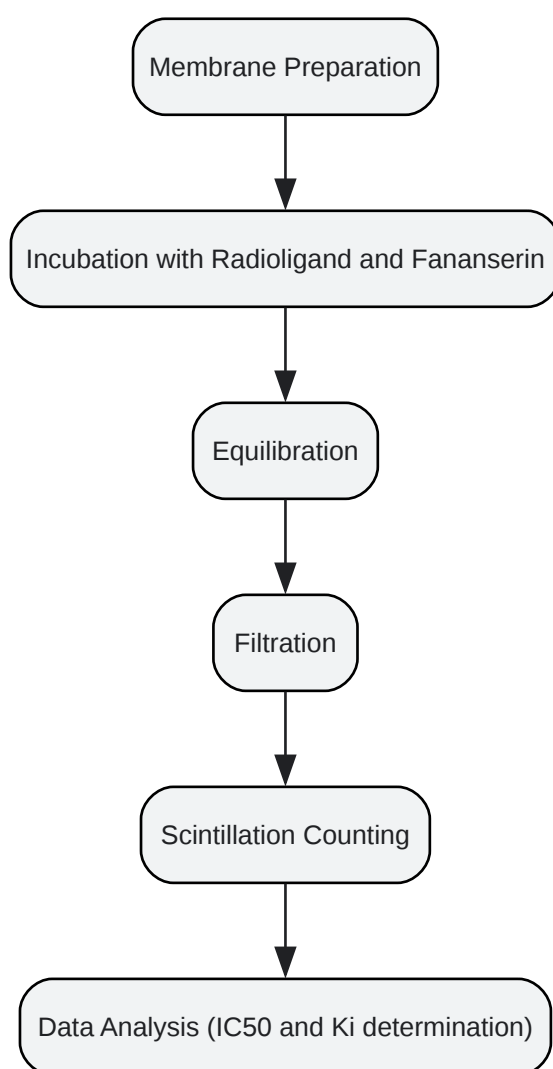 Membrane Preparation
Incubation with Radioligand and Fananserin
Equilibration
Filtration
Scintillation Counting
Data Analysis (IC50 and Ki determination)